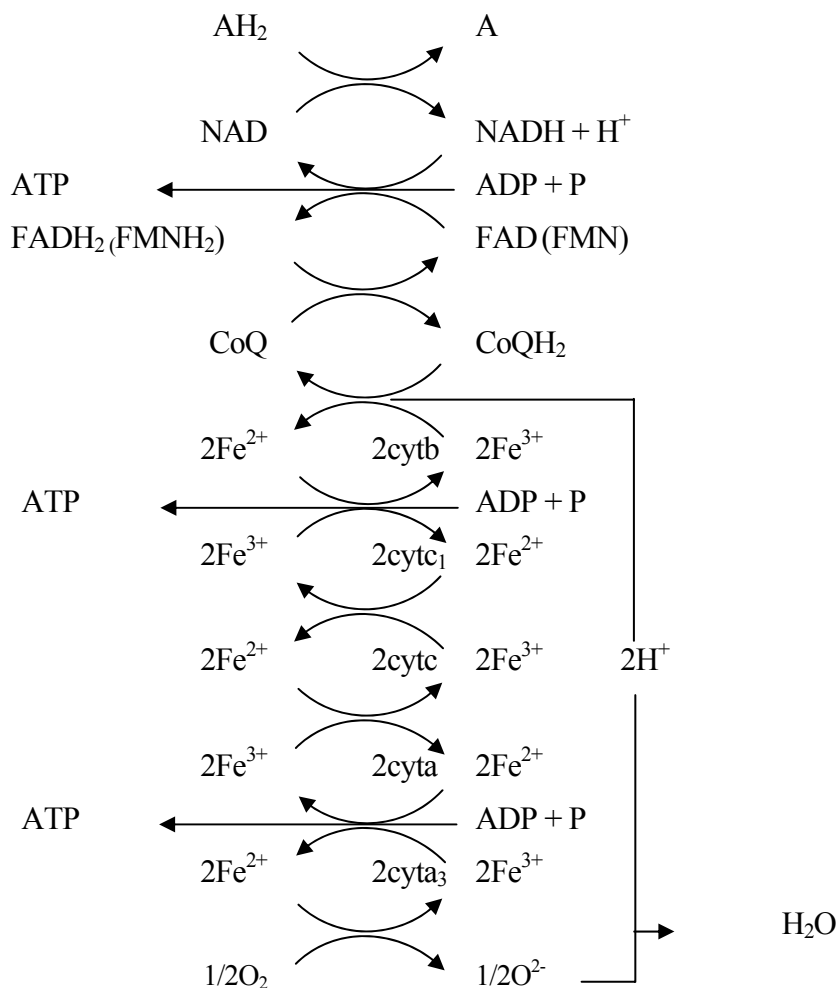 AH₂ A
NAD NADH + H⁺
ATP ADP + P
FADH₂ (FMNH₂) FAD (FMN)
CoQ CoQH₂
2Fe²⁺ 2cytb 2Fe³⁺
ATP ADP + P
2Fe³⁺ 2cytc₁ 2Fe²⁺
2Fe²⁺ 2cytc 2Fe³⁺ 2H⁺
2Fe³⁺ 2cyta 2Fe²⁺
ATP ADP + P
2Fe²⁺ 2cyta₃ 2Fe³⁺
H₂O
1/2O₂ 1/2O²⁻